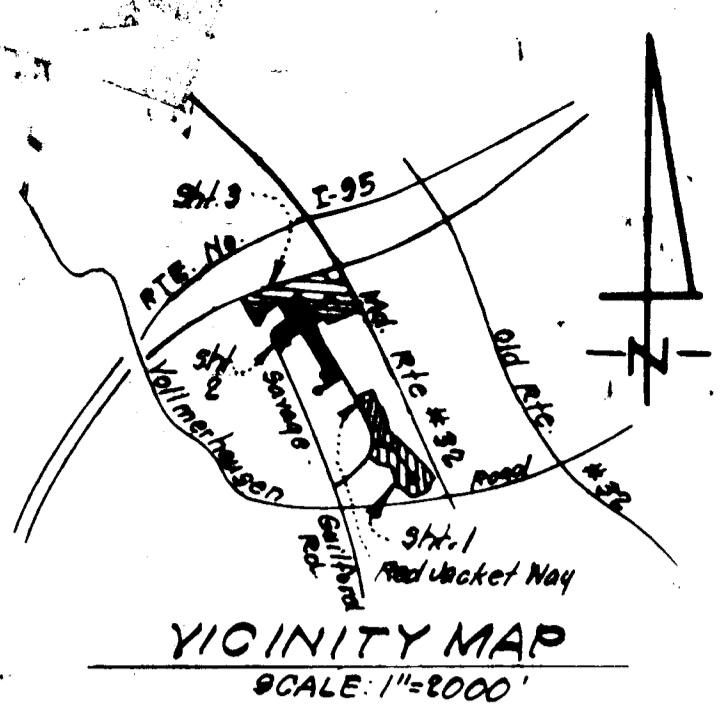 Sht. 3
I-95
RTE. No.
Md. Rte #32
Old Rte. #32
Sht 2
Savage
Guilford Rd
Vollmerhausen
Road
Sht. 1
Red Jacket Way
N
VICINITY MAP
SCALE: 1"=2000'